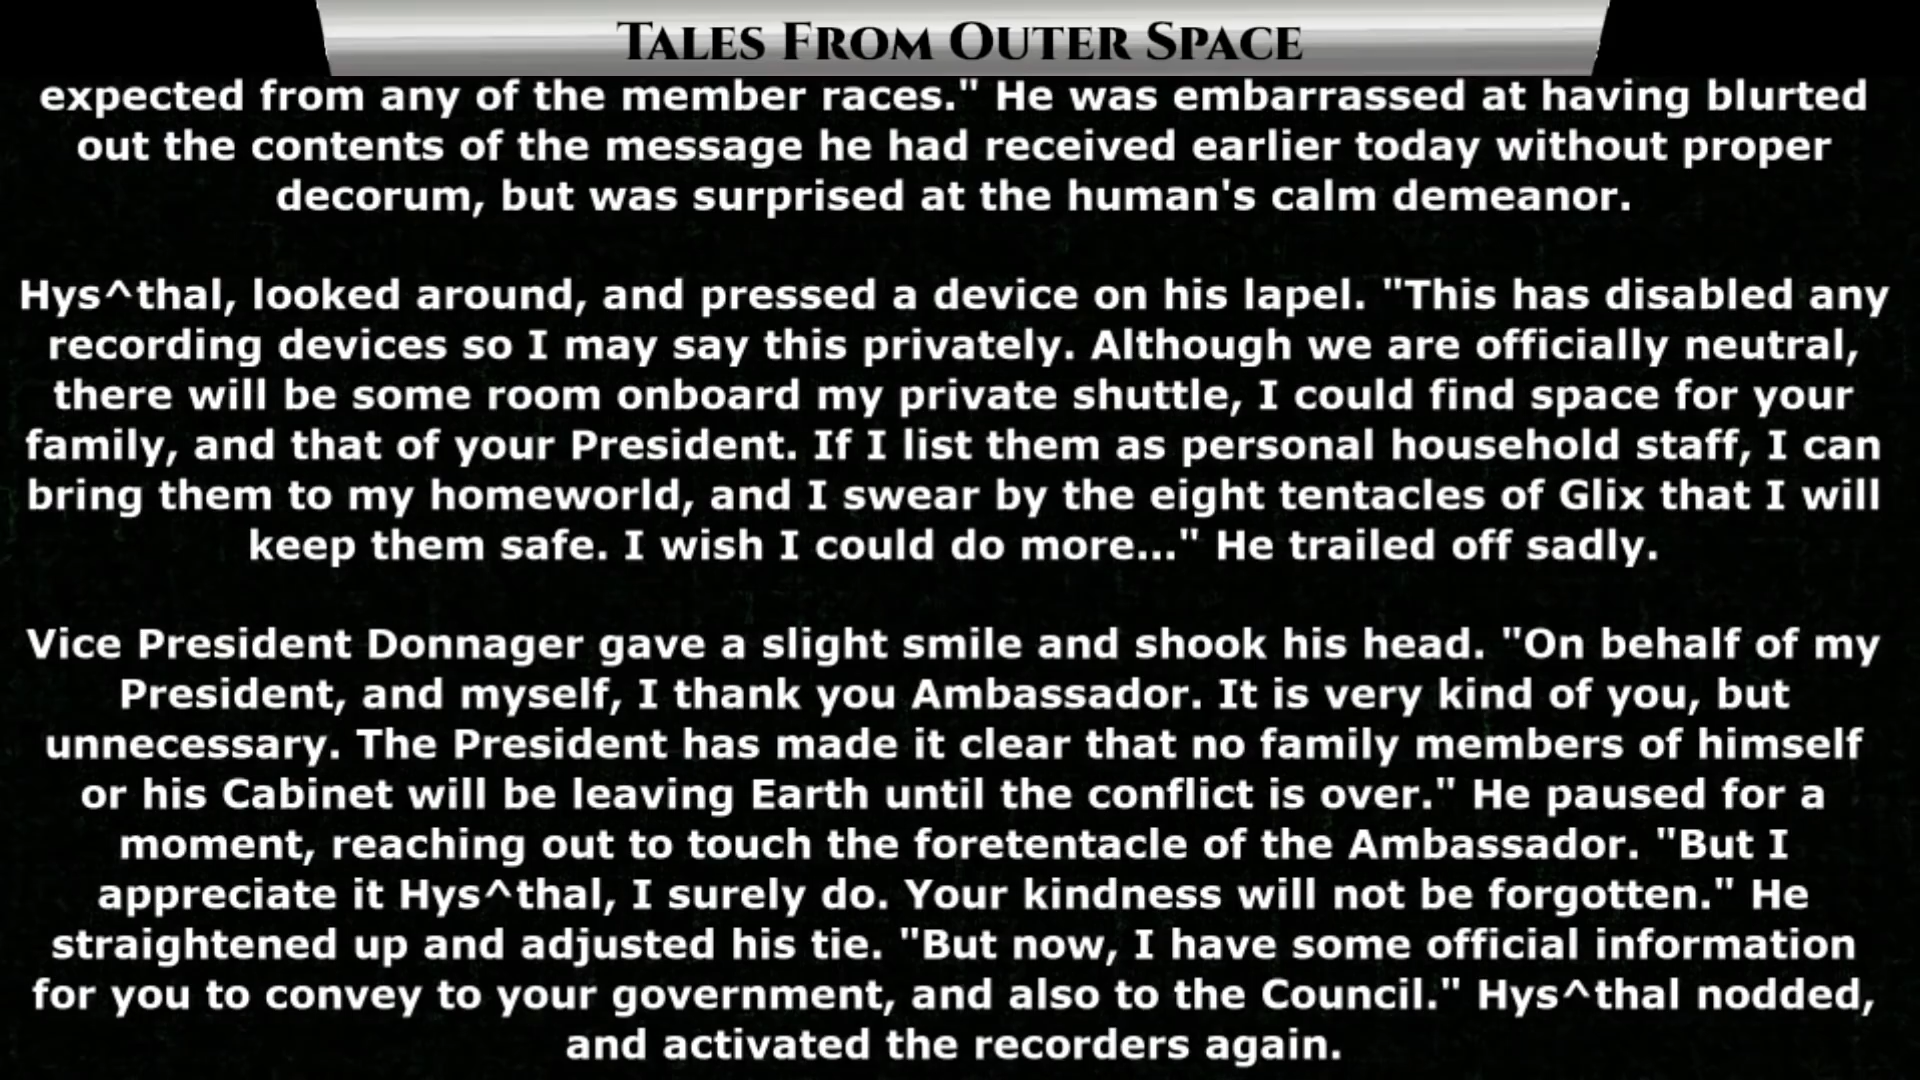 Tales From Outer Space
expected from any of the member races." He was embarrassed at having blurted
out the contents of the message he had received earlier today without proper
decorum, but was surprised at the human's calm demeanor.
Hys^thal, looked around, and pressed a device on his lapel. "This has disabled any
recording devices so I may say this privately. Although we are officially neutral,
there will be some room onboard my private shuttle, I could find space for your
family, and that of your President. If I list them as personal household staff, I can
bring them to my homeworld, and I swear by the eight tentacles of Glix that I will
keep them safe. I wish I could do more..." He trailed off sadly.
Vice President Donnager gave a slight smile and shook his head. "On behalf of my
President, and myself, I thank you Ambassador. It is very kind of you, but
unnecessary. The President has made it clear that no family members of himself
or his Cabinet will be leaving Earth until the conflict is over." He paused for a
moment, reaching out to touch the foretentacle of the Ambassador. "But I
appreciate it Hys^thal, I surely do. Your kindness will not be forgotten." He
straightened up and adjusted his tie. "But now, I have some official information
for you to convey to your government, and also to the Council." Hys^thal nodded,
and activated the recorders again.